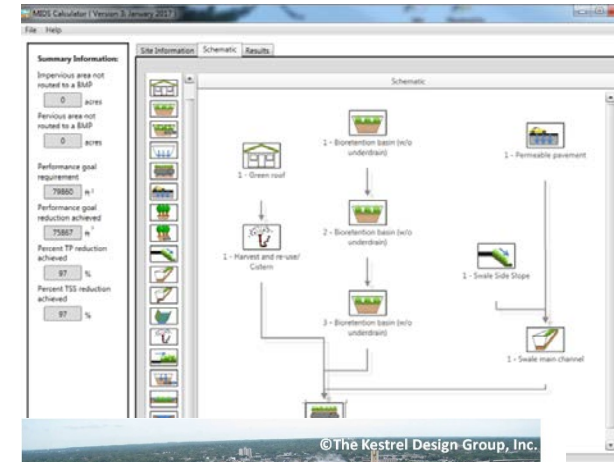 MIDS Calculator ( Version 3: January 2017 )
File Help
Site Information Schematic Results
Summary Information:
Impervious area not
routed to a BMP
0 acres
Pervious area not
routed to a BMP
0 acres
Performance goal
requirement
79860 ft³
Performance goal
reduction achieved
75867 ft³
Percent TP reduction
achieved
97 %
Percent TSS reduction
achieved
97 %
Schematic
1 - Green roof
1 - Bioretention basin (w/o
underdrain)
1 - Permeable pavement
1 - Harvest and re-use/
Cistern
2 - Bioretention basin (w/o
underdrain)
1 - Swale Side Slope
3 - Bioretention basin (w/o
underdrain)
1 - Swale main channel
©The Kestrel Design Group, Inc.